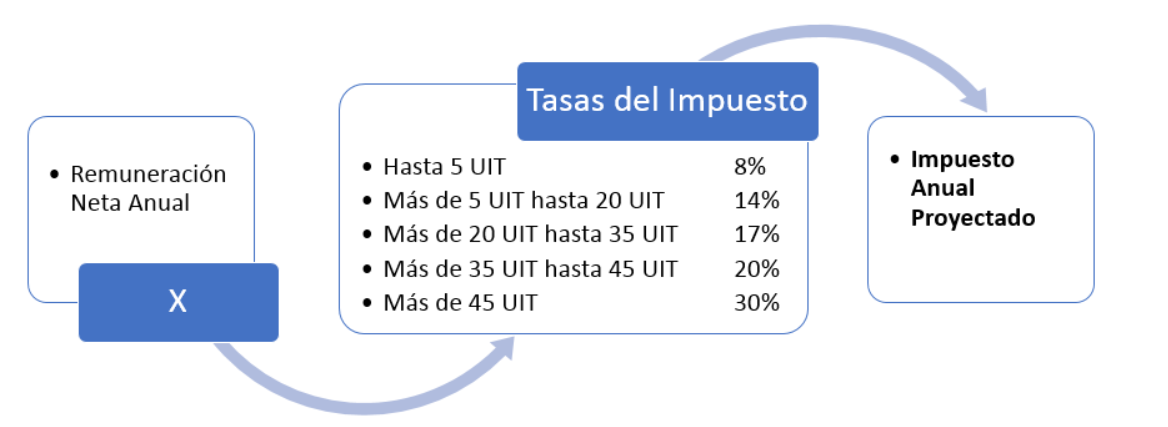 • Remuneración
Neta Anual
X
Tasas del Impuesto
• Hasta 5 UIT 8%
• Más de 5 UIT hasta 20 UIT 14%
• Más de 20 UIT hasta 35 UIT 17%
• Más de 35 UIT hasta 45 UIT 20%
• Más de 45 UIT 30%
• Impuesto
Anual
Proyectado